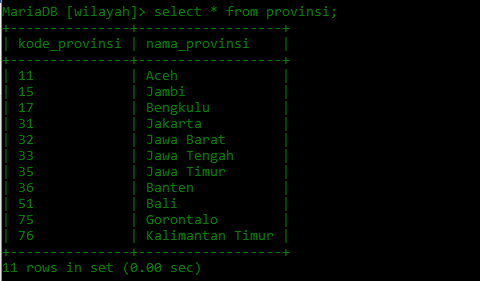 MariaDB [wilayah]> select * from provinsi;
+---------------+------------------+
| kode_provinsi | nama_provinsi    |
+---------------+------------------+
| 11            | Aceh             |
| 15            | Jambi            |
| 17            | Bengkulu         |
| 31            | Jakarta          |
| 32            | Jawa Barat       |
| 33            | Jawa Tengah      |
| 35            | Jawa Timur       |
| 36            | Banten           |
| 51            | Bali             |
| 75            | Gorontalo        |
| 76            | Kalimantan Timur |
+---------------+------------------+
11 rows in set (0.00 sec)